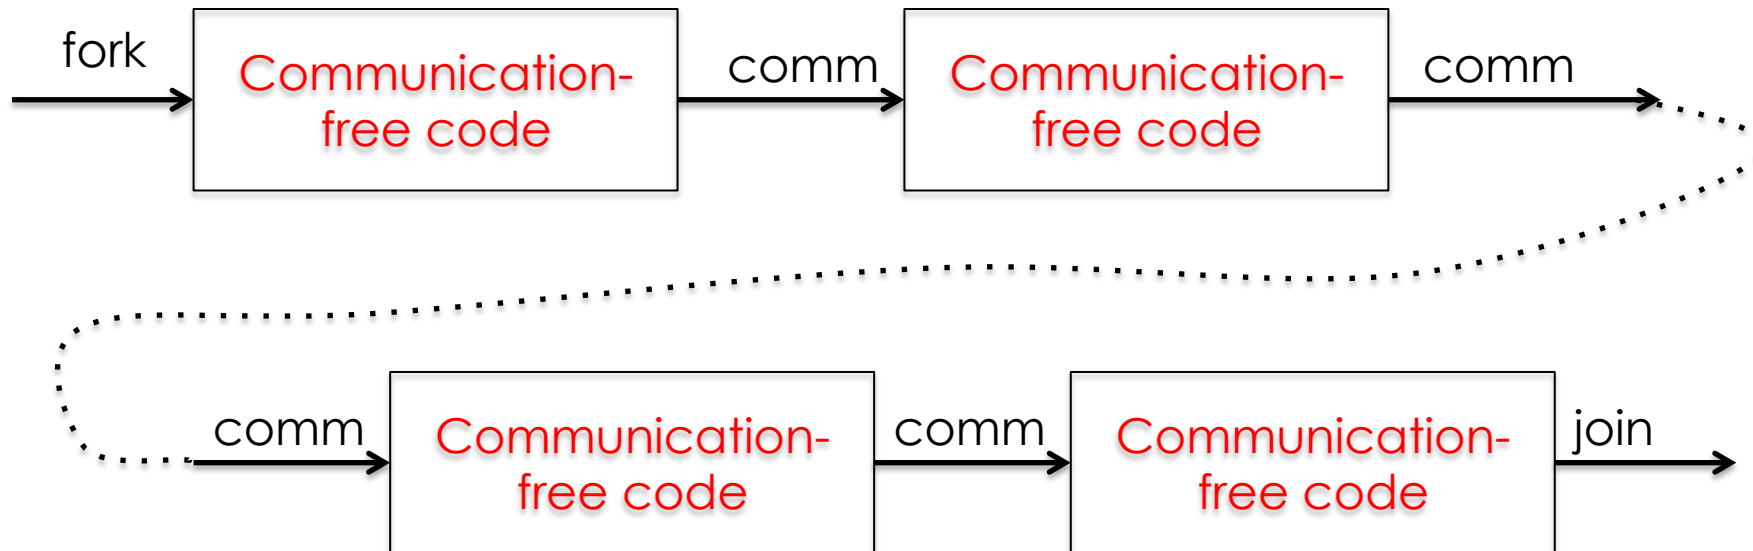 fork
Communication-
free code
comm
Communication-
free code
comm
comm
Communication-
free code
comm
Communication-
free code
join